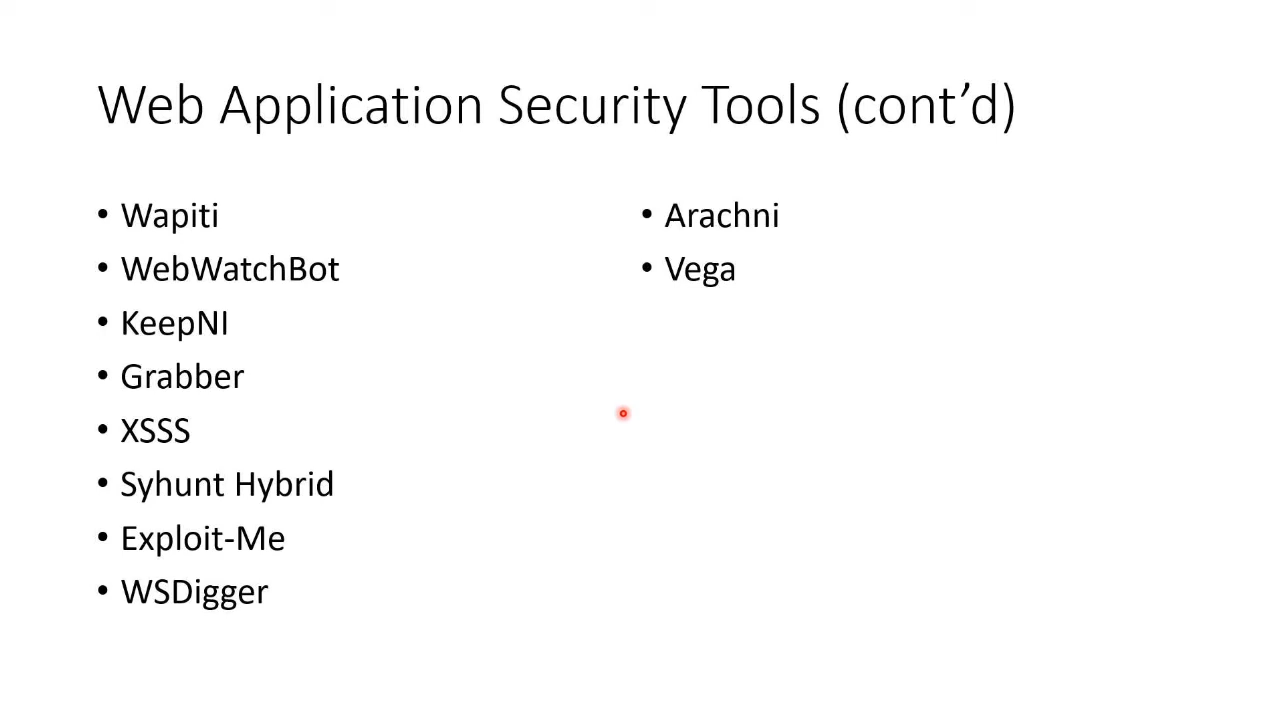 Web Application Security Tools (cont’d)
• Wapiti
• WebWatchBot
• KeepNI
• Grabber
• XSSS
• Syhunt Hybrid
• Exploit-Me
• WSDigger
• Arachni
• Vega